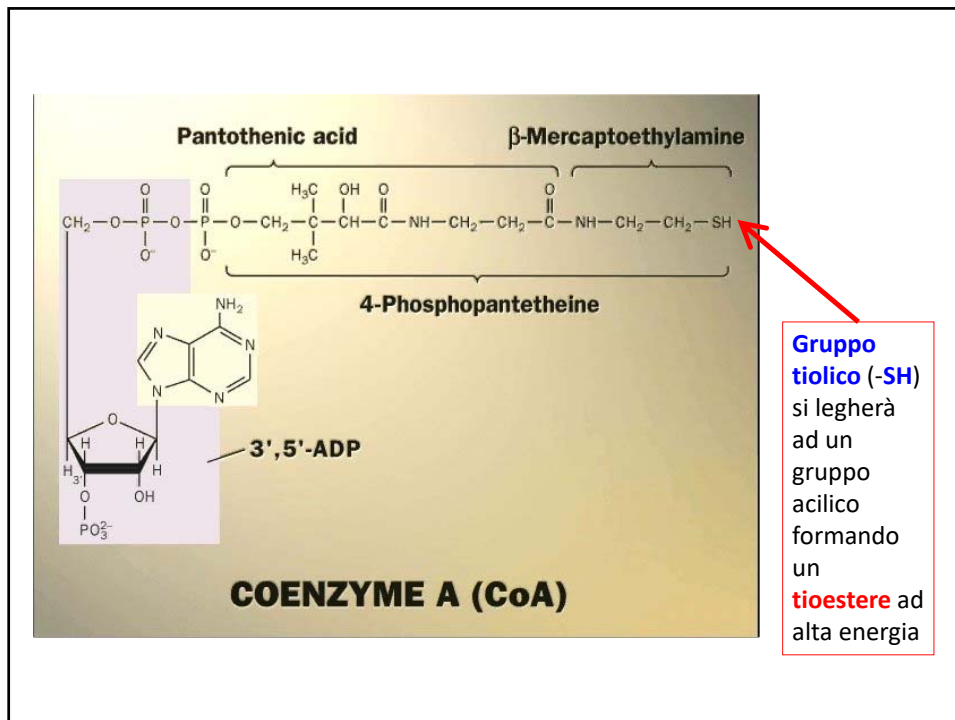 Pantothenic acid
β-Mercaptoethylamine
O O H₃C OH O O
CH₂—O—P—O—P—O—CH₂—C—CH—C—NH—CH₂—CH₂—C—NH—CH₂—CH₂—SH
O⁻ O⁻ H₃C
4-Phosphopantetheine
NH₂
N N
N N
O
H H
H H
3'
O OH
PO₃²⁻
3',5'-ADP
COENZYME A (CoA)
Gruppo
tiolico (-SH)
si legherà
ad un
gruppo
acilico
formando
un
tioestere ad
alta energia